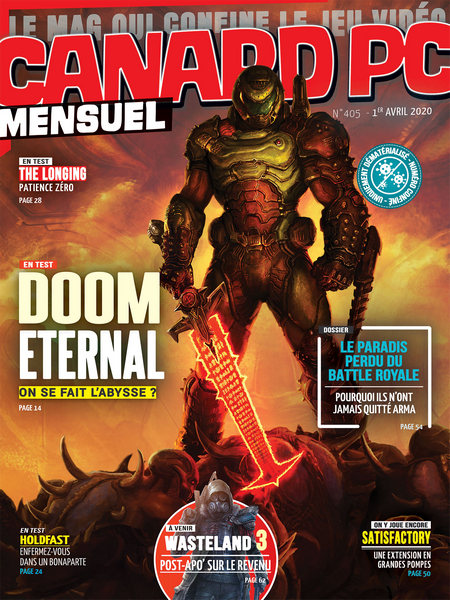 LE MAG QUI CONFINE LE JEU VIDÉO
CANARD PC
MENSUEL
N°405 - 1ER AVRIL 2020
EN TEST
THE LONGING
PATIENCE ZÉRO
PAGE 28
UNIQUEMENT DÉMATÉRIALISÉ - NUMÉRO CONFINÉ -
EN TEST
DOOM
ETERNAL
ON SE FAIT L'ABYSSE ?
PAGE 14
DOSSIER
LE PARADIS
PERDU DU
BATTLE ROYALE
POURQUOI ILS N'ONT
JAMAIS QUITTÉ ARMA
PAGE 54
EN TEST
HOLDFAST
ENFERMEZ-VOUS
DANS UN BONAPARTE
PAGE 24
À VENIR
WASTELAND 3
POST-APO' SUR LE REVENU
PAGE 62
ON Y JOUE ENCORE
SATISFACTORY
UNE EXTENSION EN
GRANDES POMPES
PAGE 50